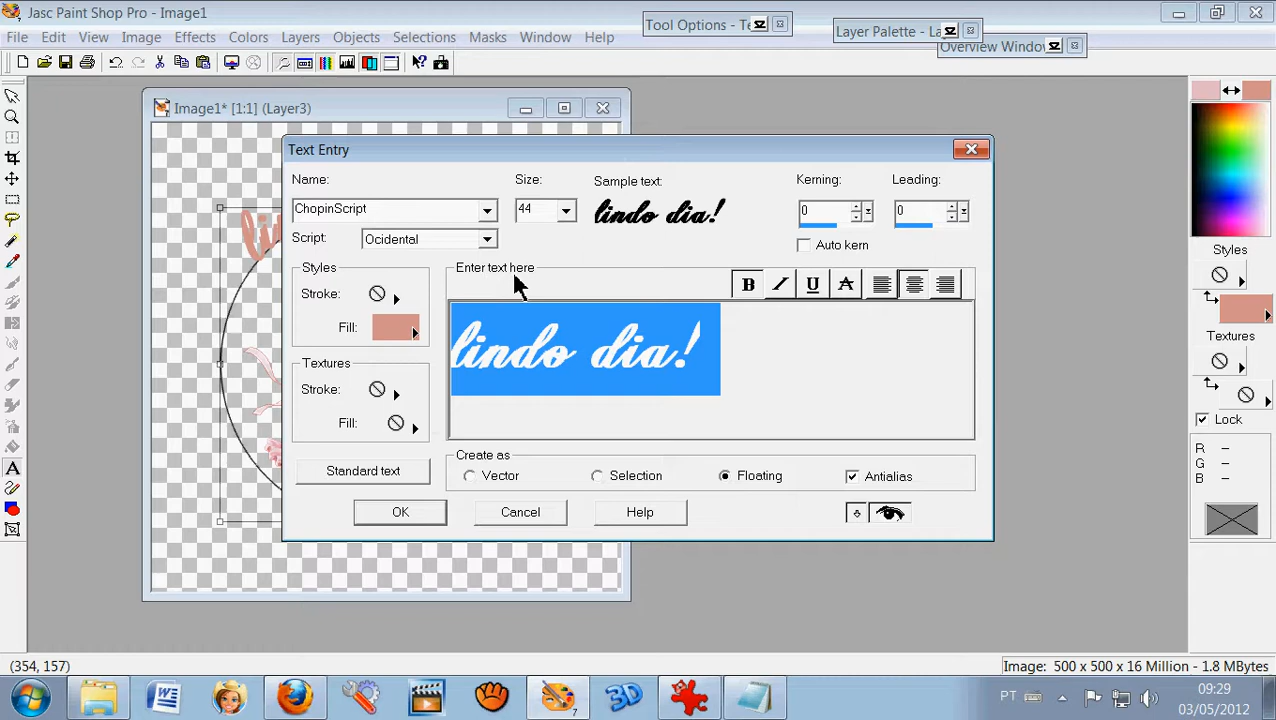 Jasc Paint Shop Pro - Image1
Tool Options - Te
Layer Palette - La
Overview Window
File Edit View Image Effects Colors Layers Objects Selections Masks Window Help
Image1* [1:1] (Layer3)
Text Entry
Name:
Size:
Sample text:
Kerning:
Leading:
ChopinScript
44
lindo dia!
0
0
Script:
Ocidental
Auto kern
Styles
Stroke:
Fill:
Enter text here
B I U A
lindo dia!
Textures
Stroke:
Fill:
Standard text
Create as
Vector
Selection
Floating
Antialias
OK
Cancel
Help
Styles
Textures
Lock
R –
G –
B –
(354, 157)
Image: 500 x 500 x 16 Million - 1.8 MBytes
7
3D
PT
09:29
03/05/2012